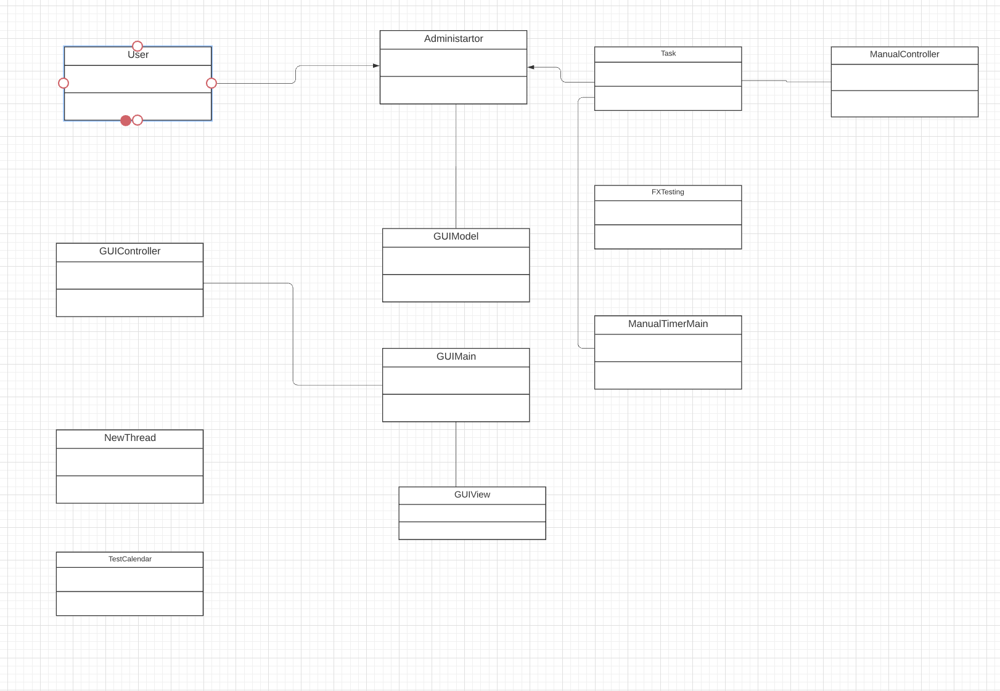 User
Administartor
Task
ManualController
FXTesting
GUIModel
GUIController
ManualTimerMain
GUIMain
NewThread
GUIView
TestCalendar